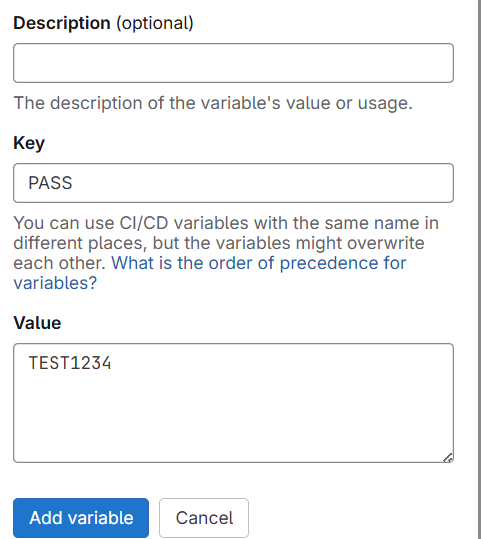 Description (optional)
The description of the variable's value or usage.
Key
PASS
You can use CI/CD variables with the same name in
different places, but the variables might overwrite
each other. What is the order of precedence for
variables?
Value
TEST1234
Add variable
Cancel